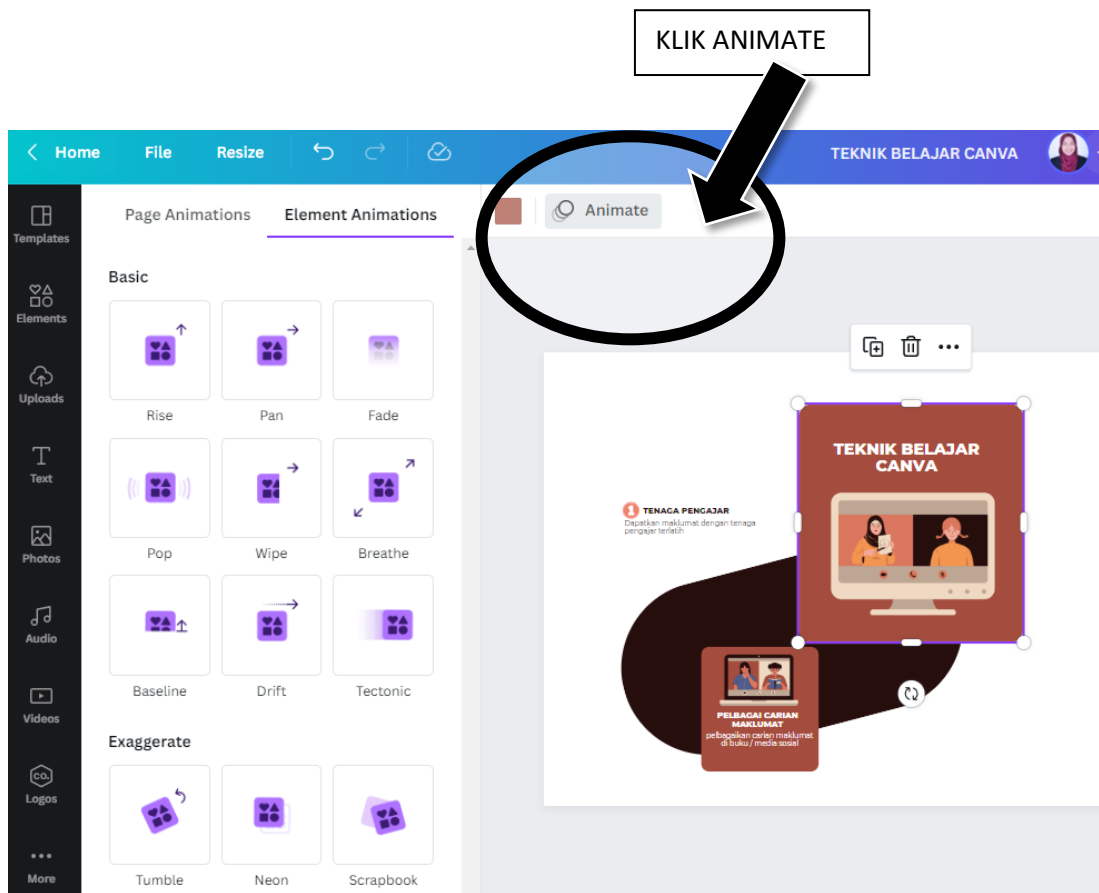 KLIK ANIMATE
Home File Resize TEKNIK BELAJAR CANVA
Templates
Elements
Uploads
Text
Photos
Audio
Videos
CO.
Logos
More
Page Animations Element Animations
Basic
Rise Pan Fade
Pop Wipe Breathe
Baseline Drift Tectonic
Exaggerate
Tumble Neon Scrapbook
Animate
TEKNIK BELAJAR
CANVA
1 TENAGA PENGAJAR
Dapatkan maklumat dengan tenaga
pengajar terlatih
PELBAGAI CARIAN
MAKLUMAT
pelbagaikan carian maklumat
di buku / media sosial